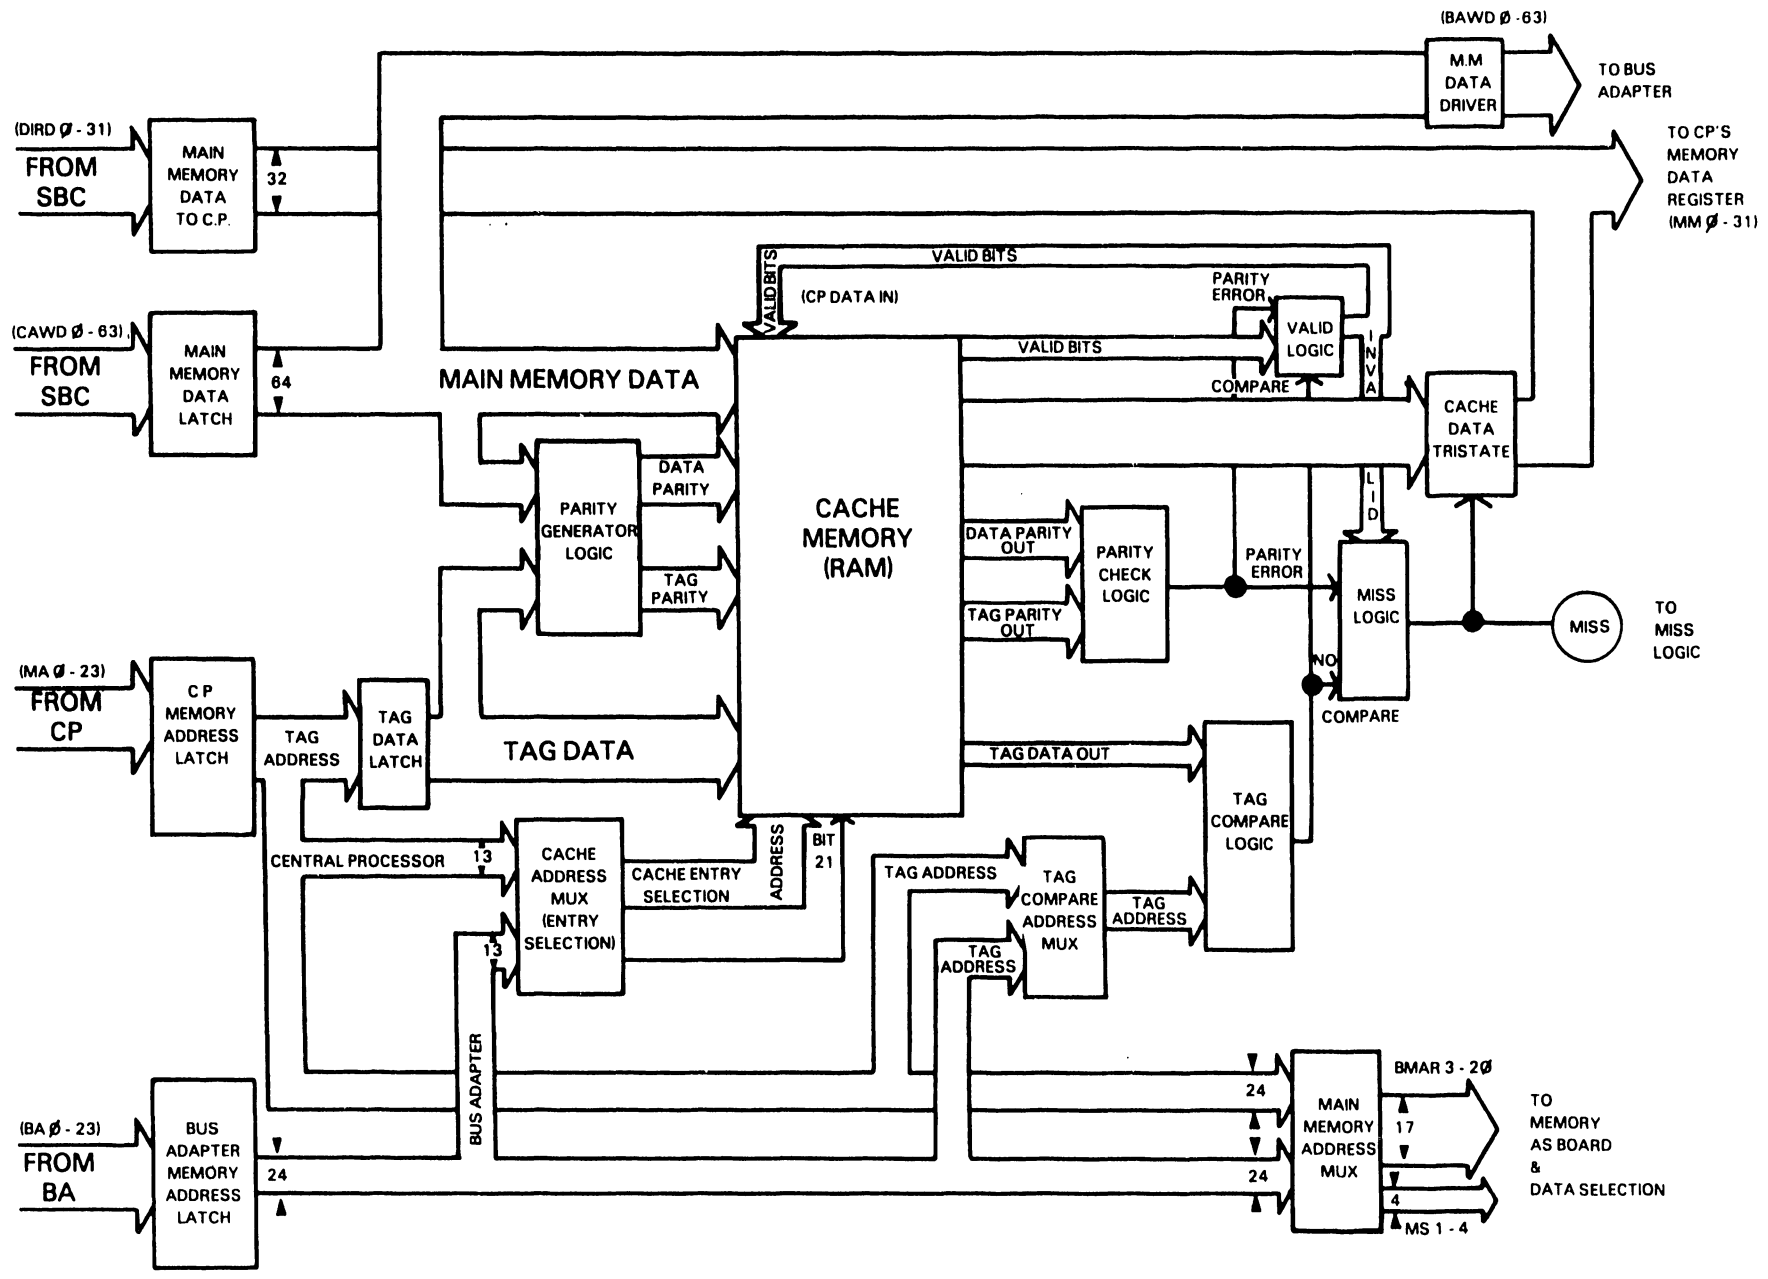 (BAWD Ø -63)
M.M
DATA
DRIVER
TO BUS
ADAPTER
(DIRD Ø - 31)
FROM
SBC
MAIN
MEMORY
DATA
TO C.P.
32
TO CP'S
MEMORY
DATA
REGISTER
(MM Ø - 31)
(CAWD Ø - 63)
FROM
SBC
MAIN
MEMORY
DATA
LATCH
64
VALID BITS
VALID BITS
(CP DATA IN)
PARITY
ERROR
VALID
LOGIC
VALID BITS
COMPARE
INVALID
MAIN MEMORY DATA
CACHE
DATA
TRISTATE
PARITY
GENERATOR
LOGIC
DATA
PARITY
TAG
PARITY
CACHE
MEMORY
(RAM)
DATA PARITY
OUT
TAG PARITY
OUT
PARITY
CHECK
LOGIC
PARITY
ERROR
MISS
LOGIC
NO
COMPARE
MISS
TO
MISS
LOGIC
(MA Ø - 23)
FROM
CP
C P
MEMORY
ADDRESS
LATCH
TAG
ADDRESS
TAG
DATA
LATCH
TAG DATA
TAG DATA OUT
TAG
COMPARE
LOGIC
CENTRAL PROCESSOR
13
13
CACHE
ADDRESS
MUX
(ENTRY
SELECTION)
CACHE ENTRY
SELECTION
ADDRESS
BIT
21
TAG ADDRESS
TAG
ADDRESS
TAG
COMPARE
ADDRESS
MUX
TAG
ADDRESS
BUS ADAPTER
(BA Ø - 23)
FROM
BA
BUS
ADAPTER
MEMORY
ADDRESS
LATCH
24
24
24
MAIN
MEMORY
ADDRESS
MUX
BMAR 3 - 2Ø
17
4
MS 1 - 4
TO
MEMORY
AS BOARD
&
DATA SELECTION